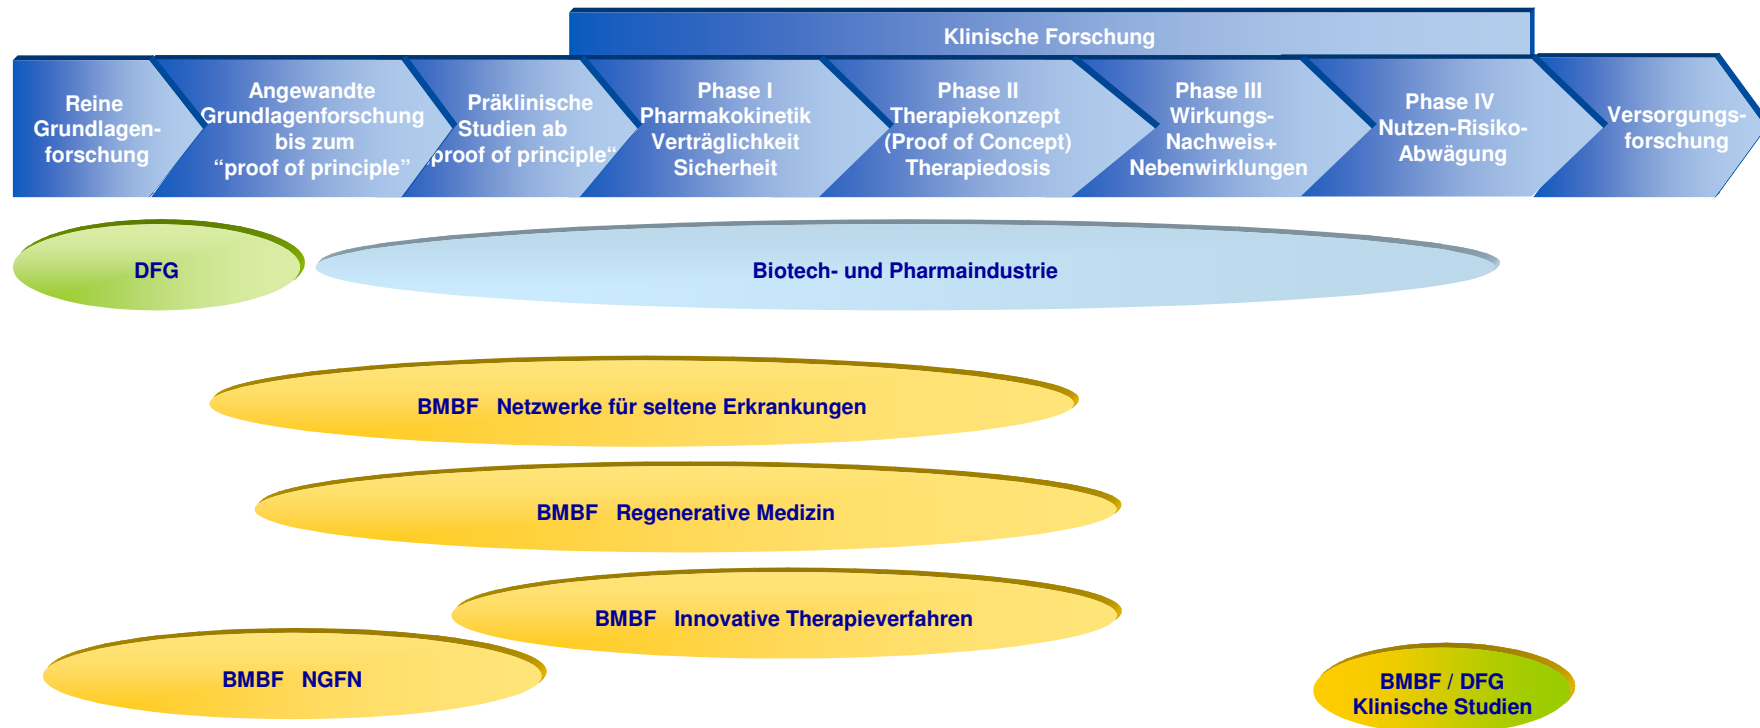 Klinische Forschung
Reine
Grundlagen-
forschung
Angewandte
Grundlagenforschung
bis zum
“proof of principle”
Präklinische
Studien ab
proof of principle“
Phase I
Pharmakokinetik
Verträglichkeit
Sicherheit
Phase II
Therapiekonzept
(Proof of Concept)
Therapiedosis
Phase III
Wirkungs-
Nachweis+
Nebenwirklungen
Phase IV
Nutzen-Risiko-
Abwägung
Versorgungs-
forschung
DFG
Biotech- und Pharmaindustrie
BMBF Netzwerke für seltene Erkrankungen
BMBF Regenerative Medizin
BMBF Innovative Therapieverfahren
BMBF NGFN
BMBF / DFG
Klinische Studien